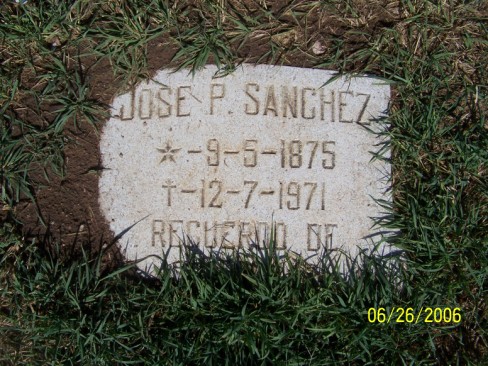 JOSE P. SANCHEZ
★-9-5-1875
✝-12-7-1971
RECUERDO DE
06/26/2006